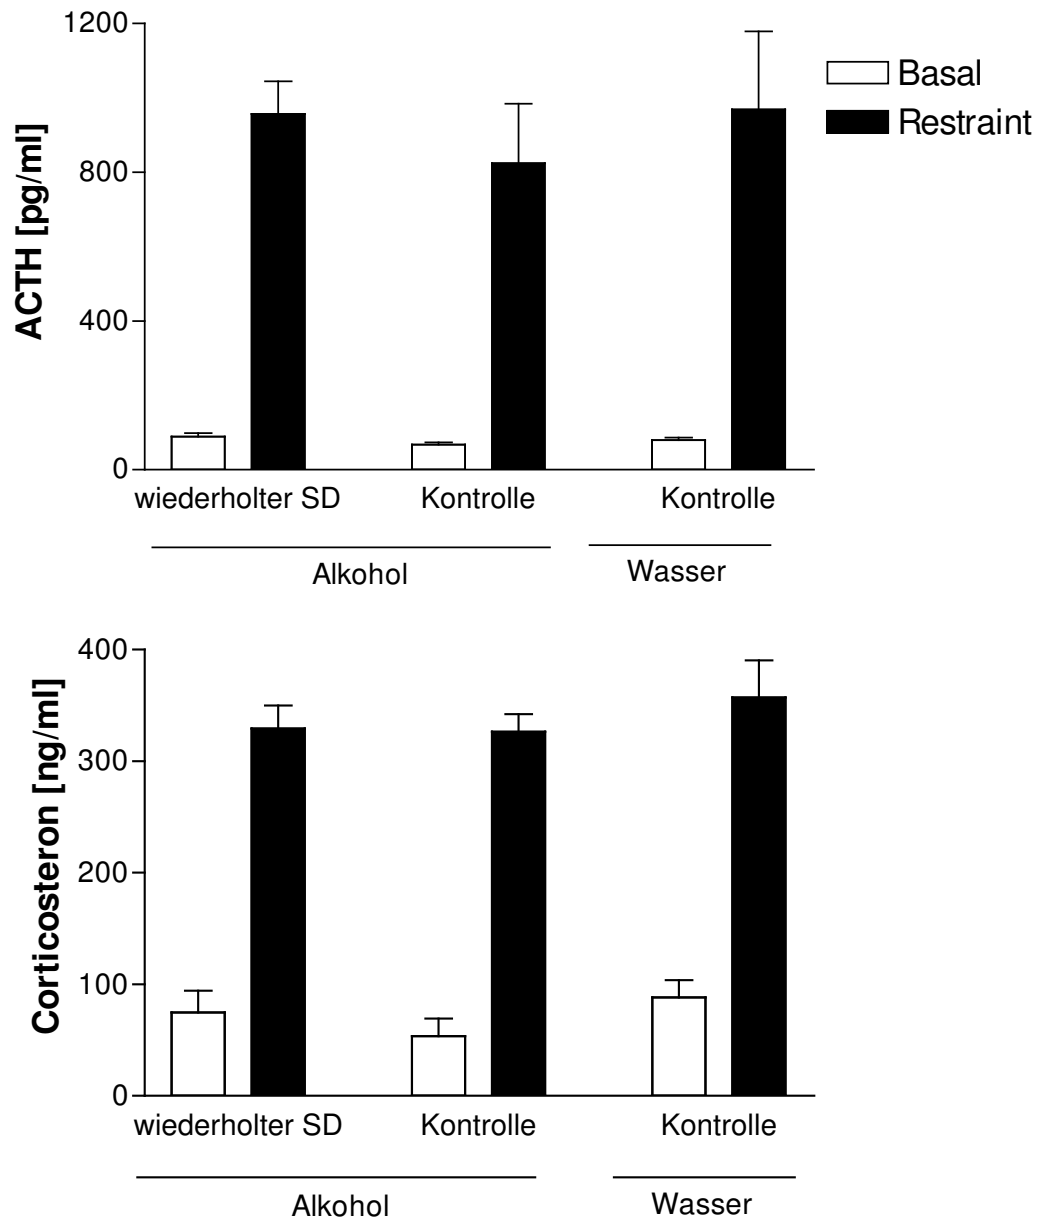 1200
Basal
Restraint
800
ACTH [pg/ml]
400
0
wiederholter SD Kontrolle Kontrolle
Alkohol Wasser
400
300
Corticosteron [ng/ml]
200
100
0
wiederholter SD Kontrolle Kontrolle
Alkohol Wasser